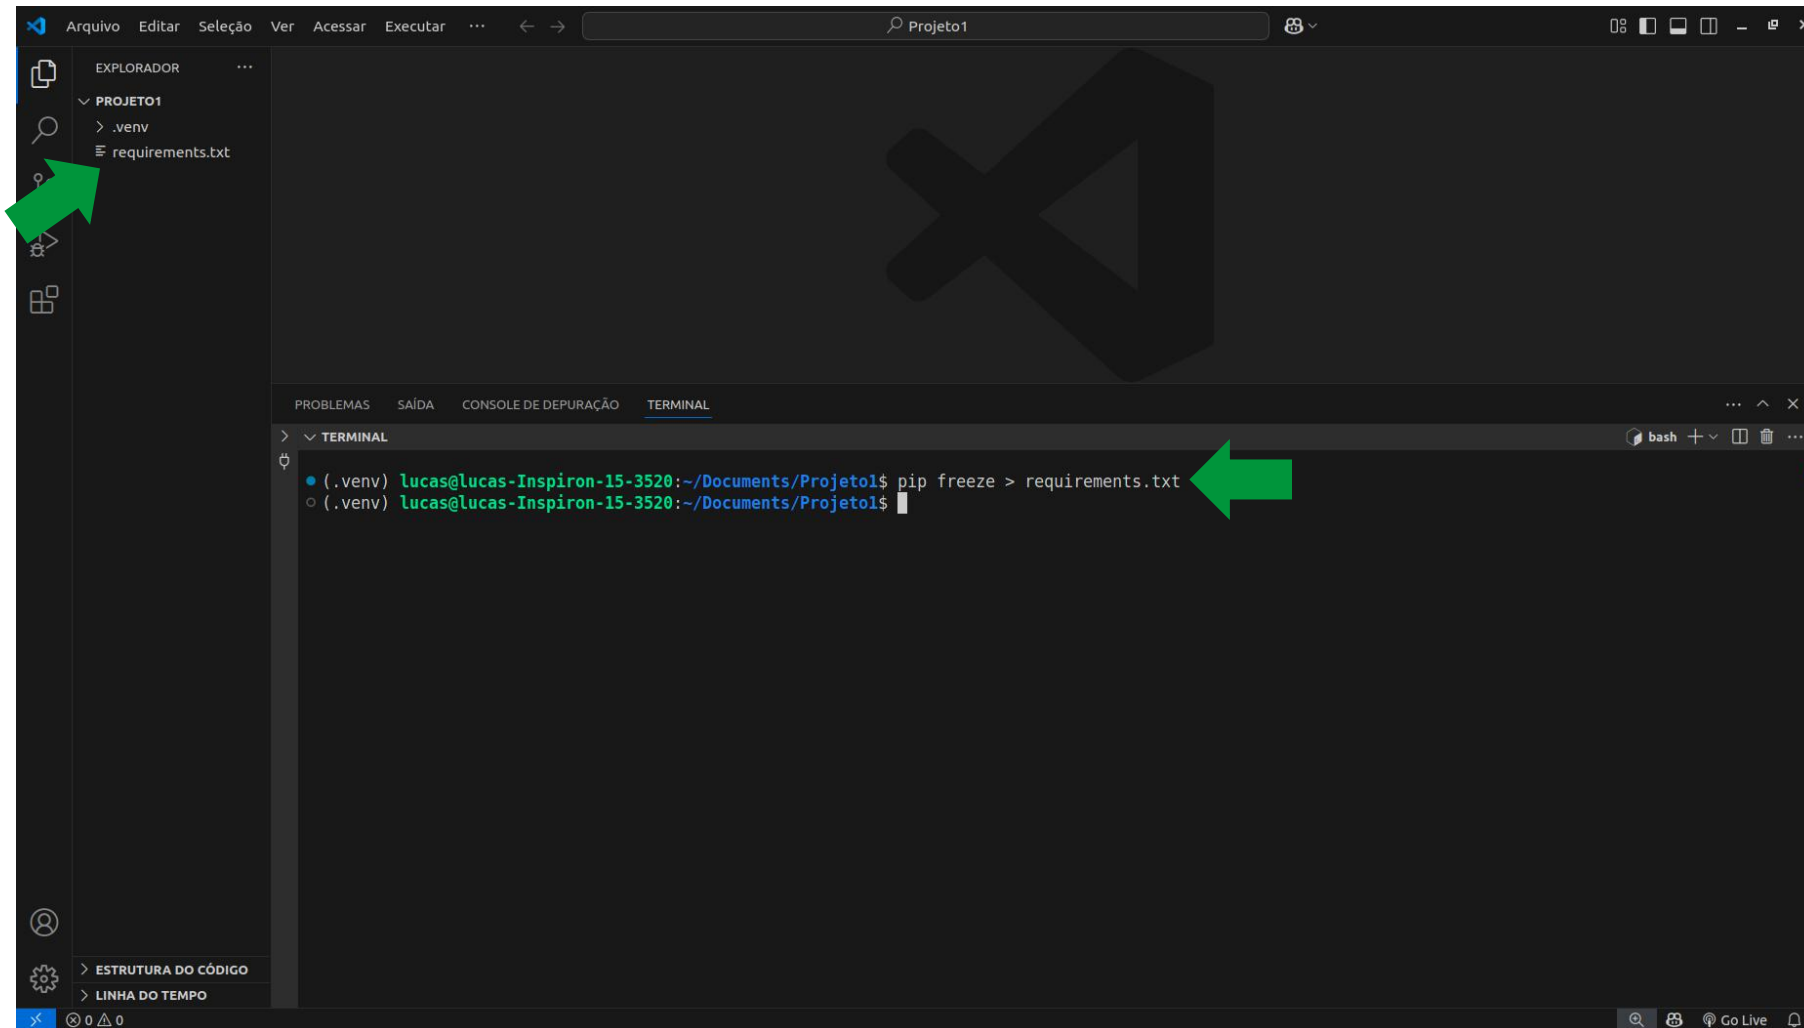 Arquivo Editar Seleção Ver Acessar Executar ··· Projeto1
EXPLORADOR ···
PROJETO1
.venv
requirements.txt
PROBLEMAS SAÍDA CONSOLE DE DEPURAÇÃO TERMINAL
TERMINAL
bash
(.venv) lucas@lucas-Inspiron-15-3520:~/Documents/Projeto1$ pip freeze > requirements.txt
(.venv) lucas@lucas-Inspiron-15-3520:~/Documents/Projeto1$
ESTRUTURA DO CÓDIGO
LINHA DO TEMPO
0 0
Go Live